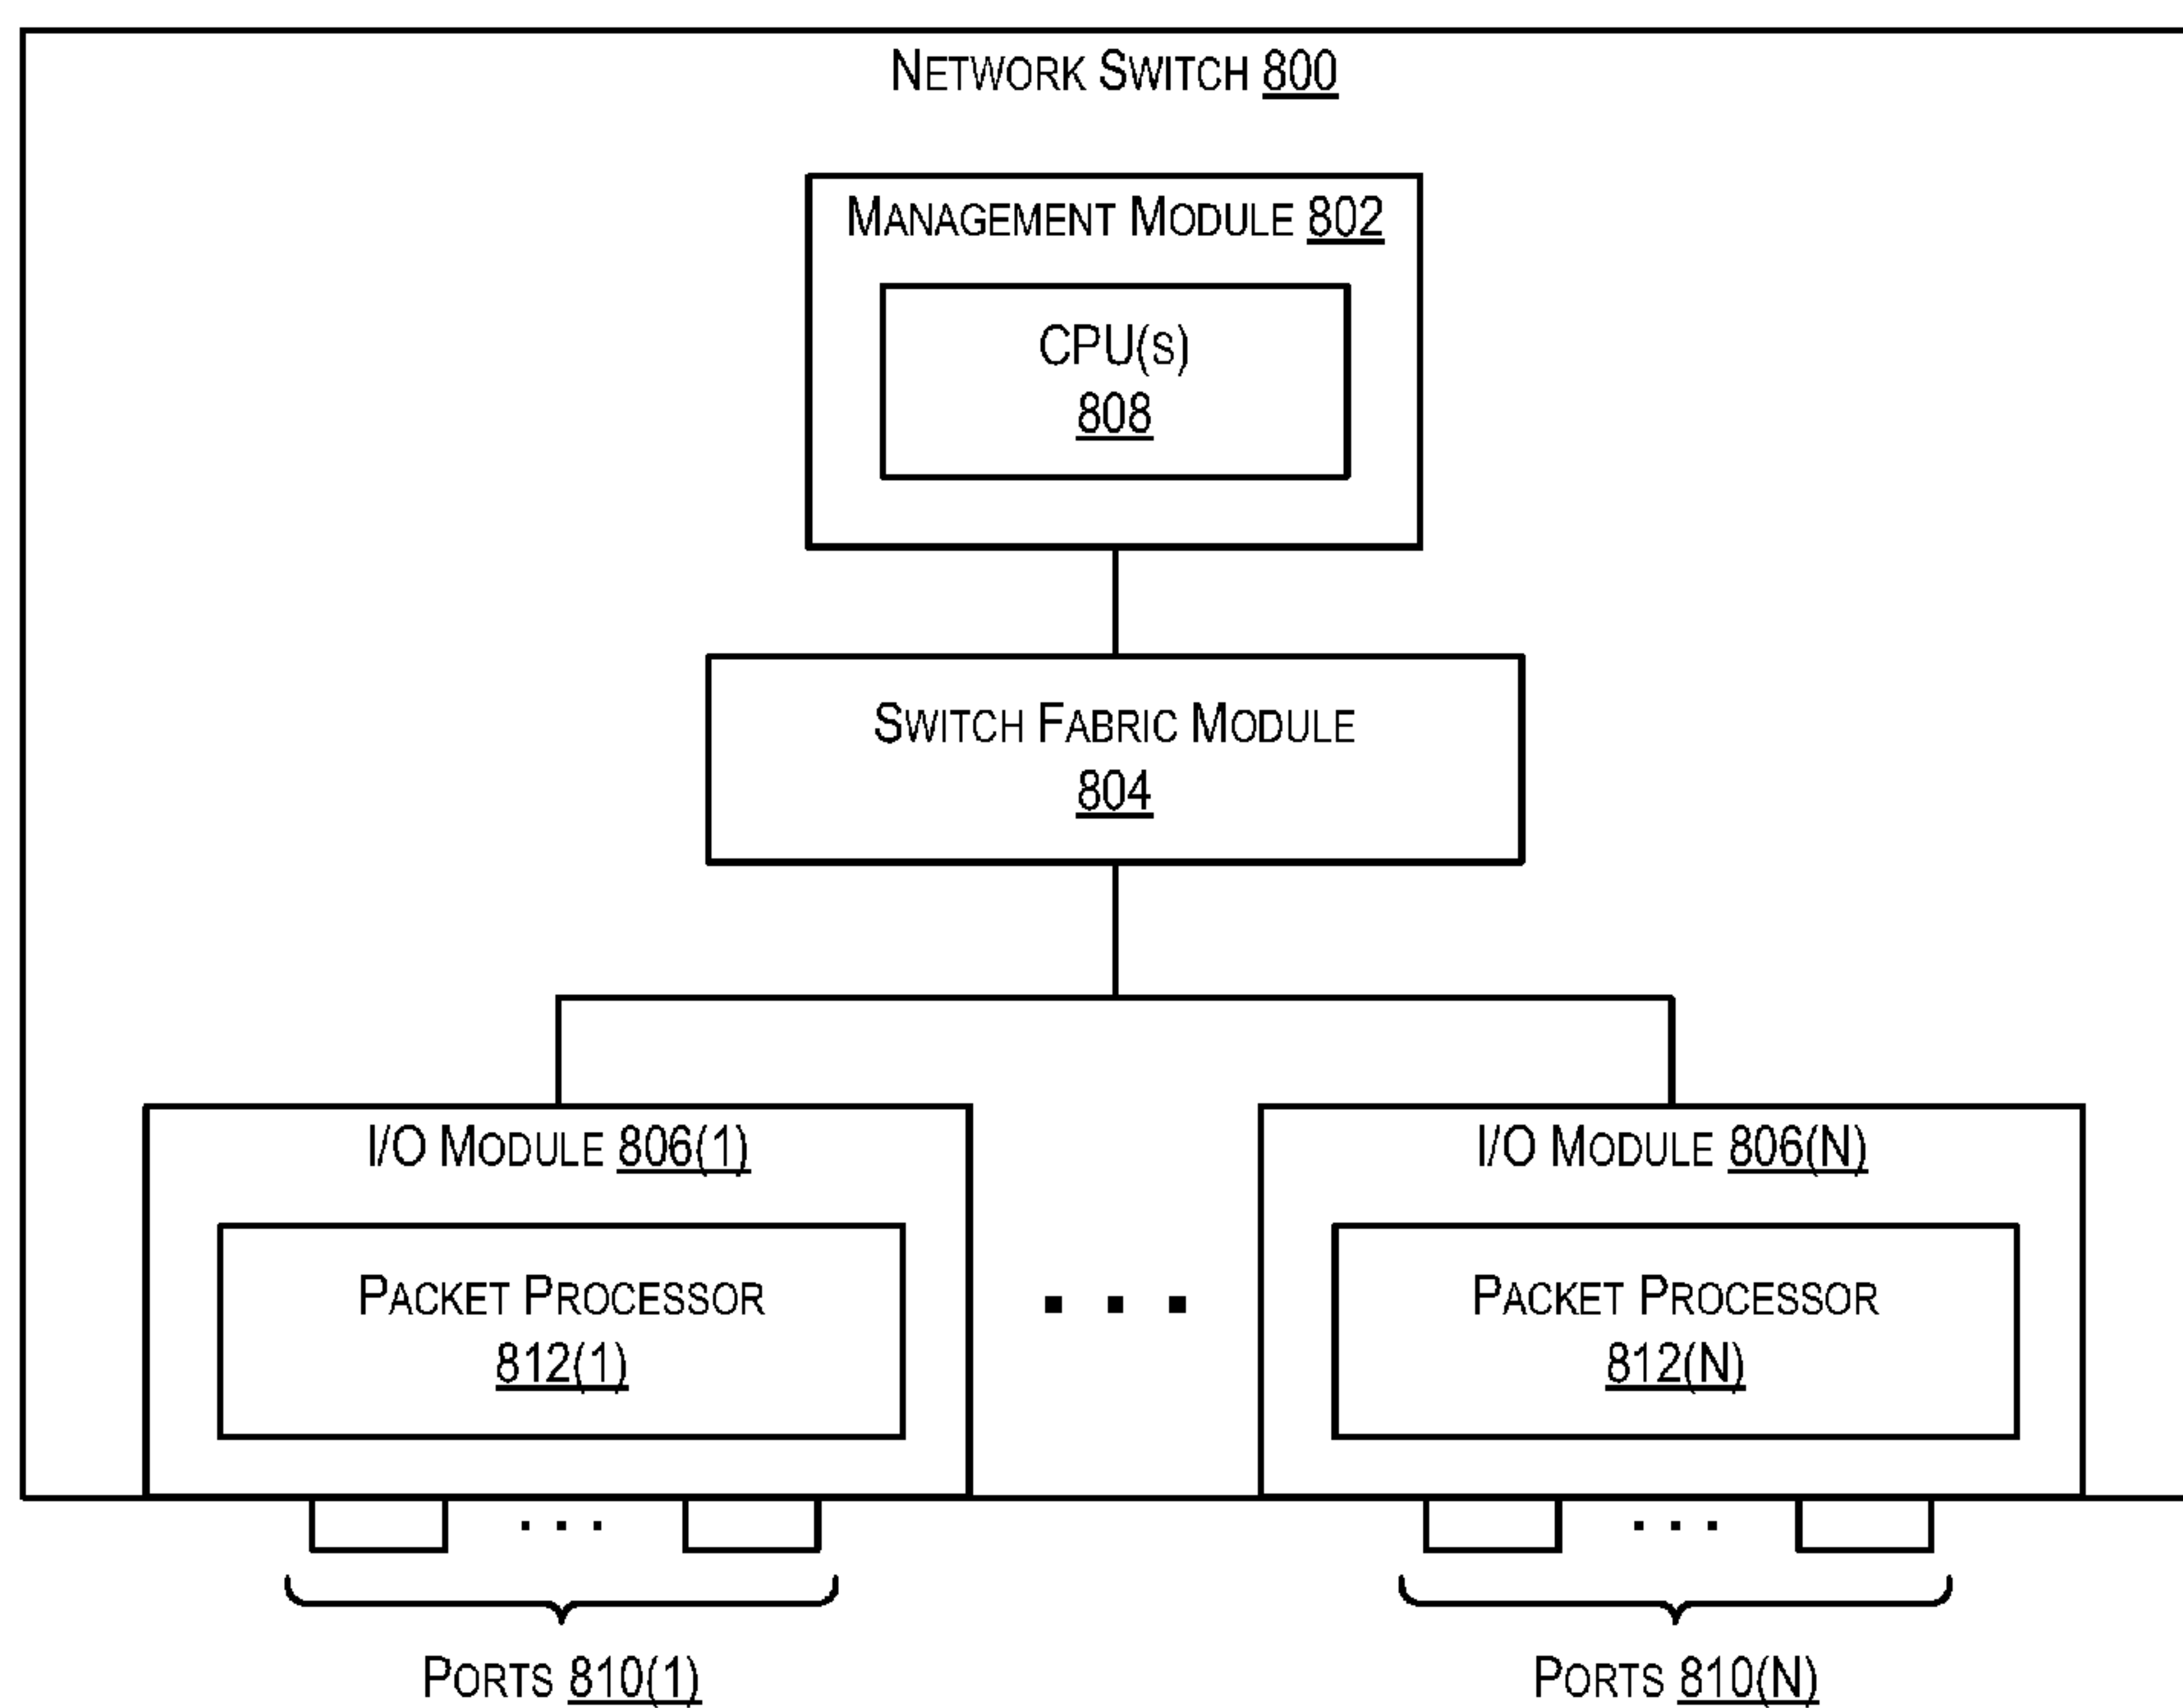 NETWORK SWITCH 800
MANAGEMENT MODULE 802
CPU(S)
808
SWITCH FABRIC MODULE
804
I/O MODULE 806(1)
I/O MODULE 806(N)
PACKET PROCESSOR
812(1)
. . .
PACKET PROCESSOR
812(N)
. . .
. . .
PORTS 810(1)
PORTS 810(N)